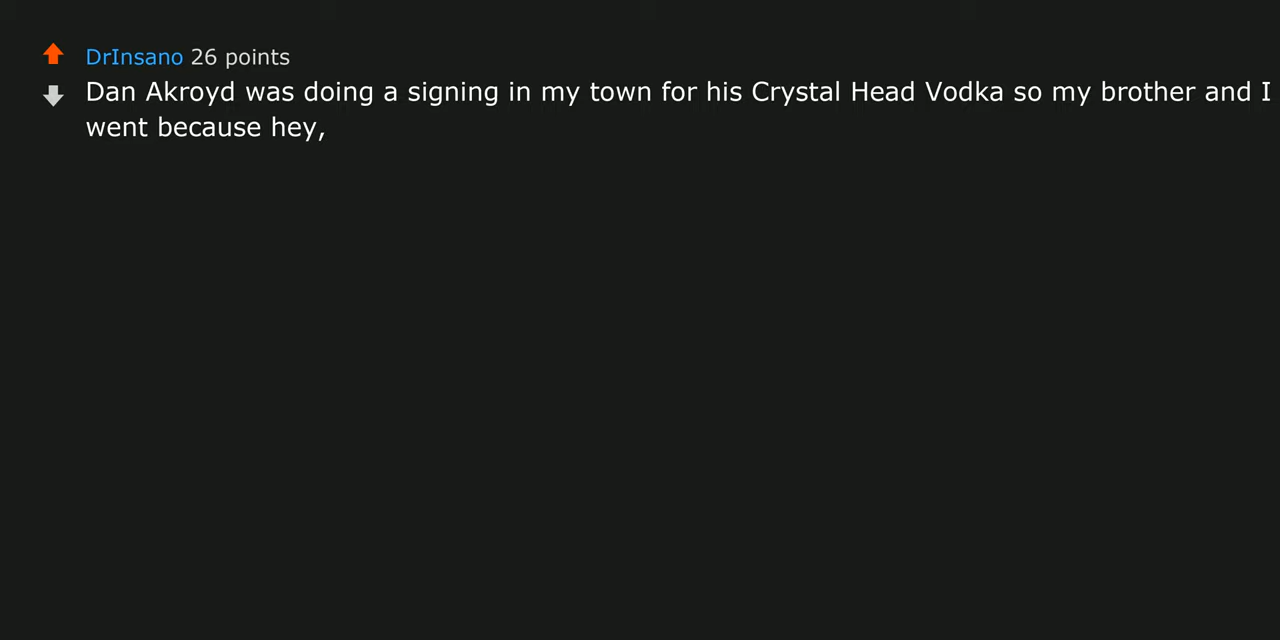 DrInsano 26 points
Dan Akroyd was doing a signing in my town for his Crystal Head Vodka so my brother and I
went because hey,